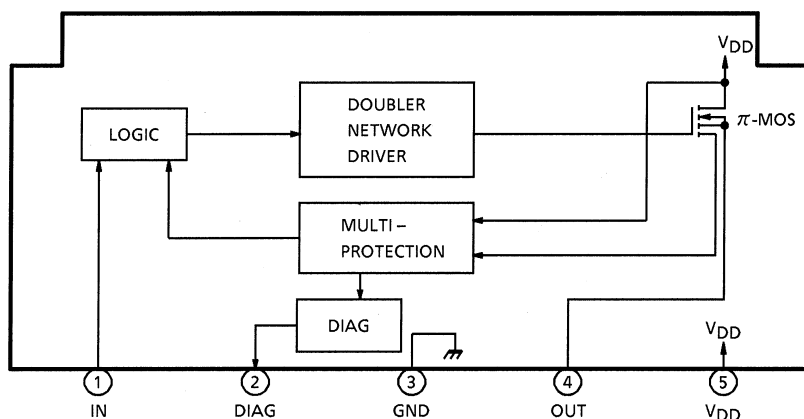 VDD
DOUBLER
NETWORK
DRIVER
LOGIC
π-MOS
MULTI –
PROTECTION
DIAG
VDD
1
2
3
4
5
IN
DIAG
GND
OUT
VDD